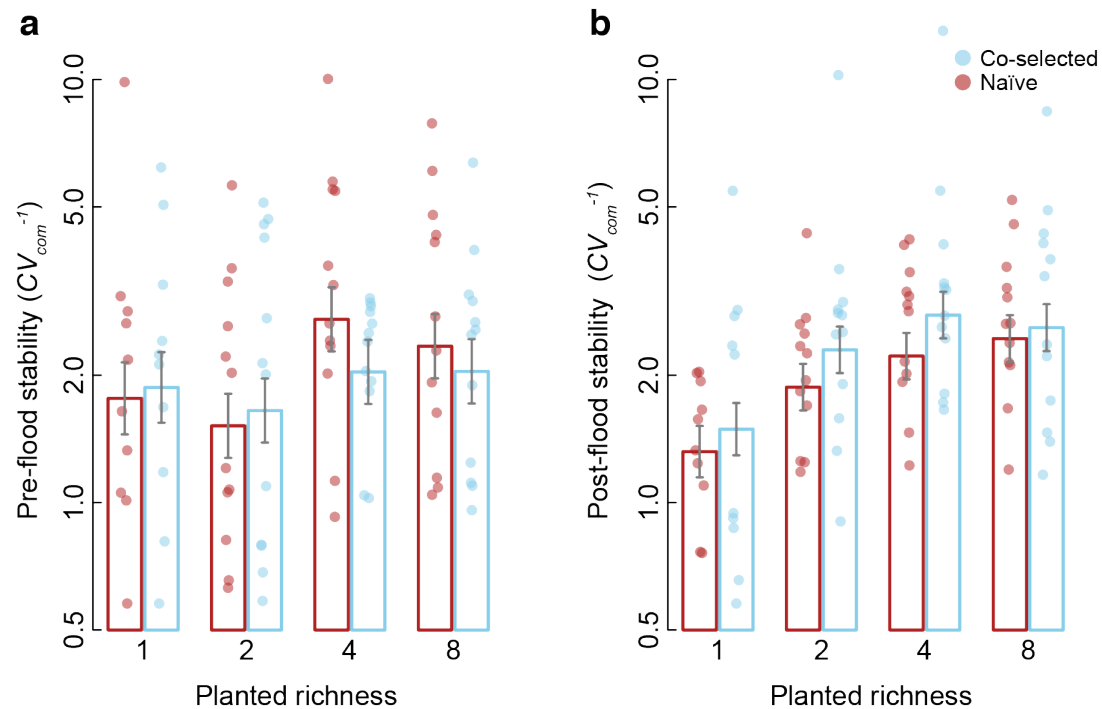 a
Pre-flood stability (CV_com^-1)
10.0
5.0
2.0
1.0
0.5
1 2 4 8
Planted richness
b
Co-selected
Naïve
Post-flood stability (CV_com^-1)
10.0
5.0
2.0
1.0
0.5
1 2 4 8
Planted richness